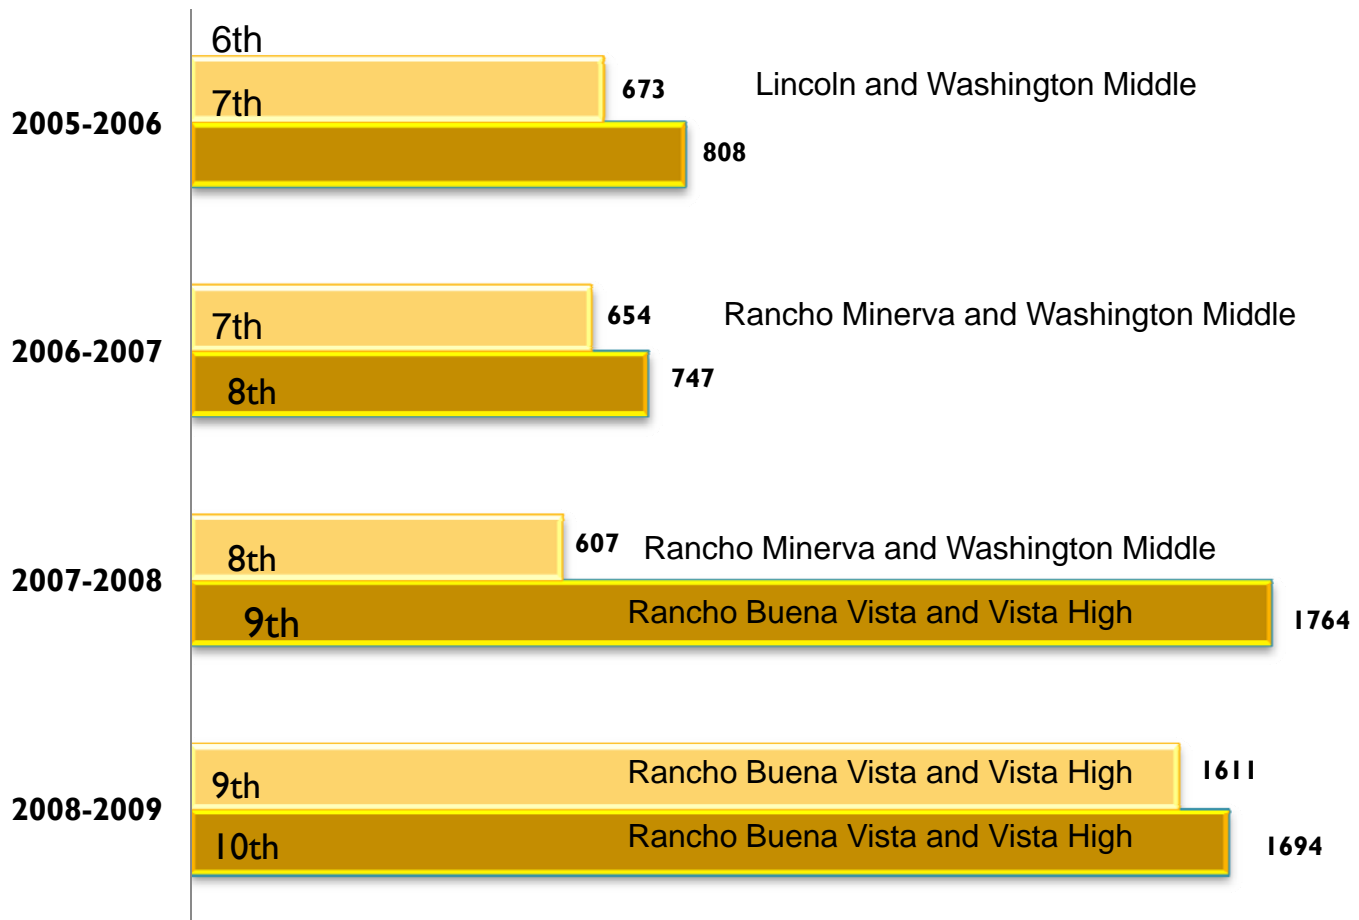 6th
673
Lincoln and Washington Middle
7th
2005-2006
808
654
Rancho Minerva and Washington Middle
7th
2006-2007
747
8th
607
Rancho Minerva and Washington Middle
8th
2007-2008
9th
Rancho Buena Vista and Vista High
1764
9th
Rancho Buena Vista and Vista High
1611
2008-2009
10th
Rancho Buena Vista and Vista High
1694